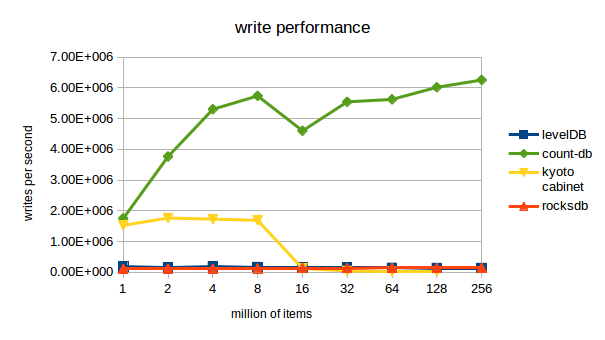 write performance
7.00E+006
6.00E+006
5.00E+006
4.00E+006
3.00E+006
2.00E+006
1.00E+006
0.00E+000
writes per second
1 2 4 8 16 32 64 128 256
million of items
levelDB
count-db
kyoto
cabinet
rocksdb